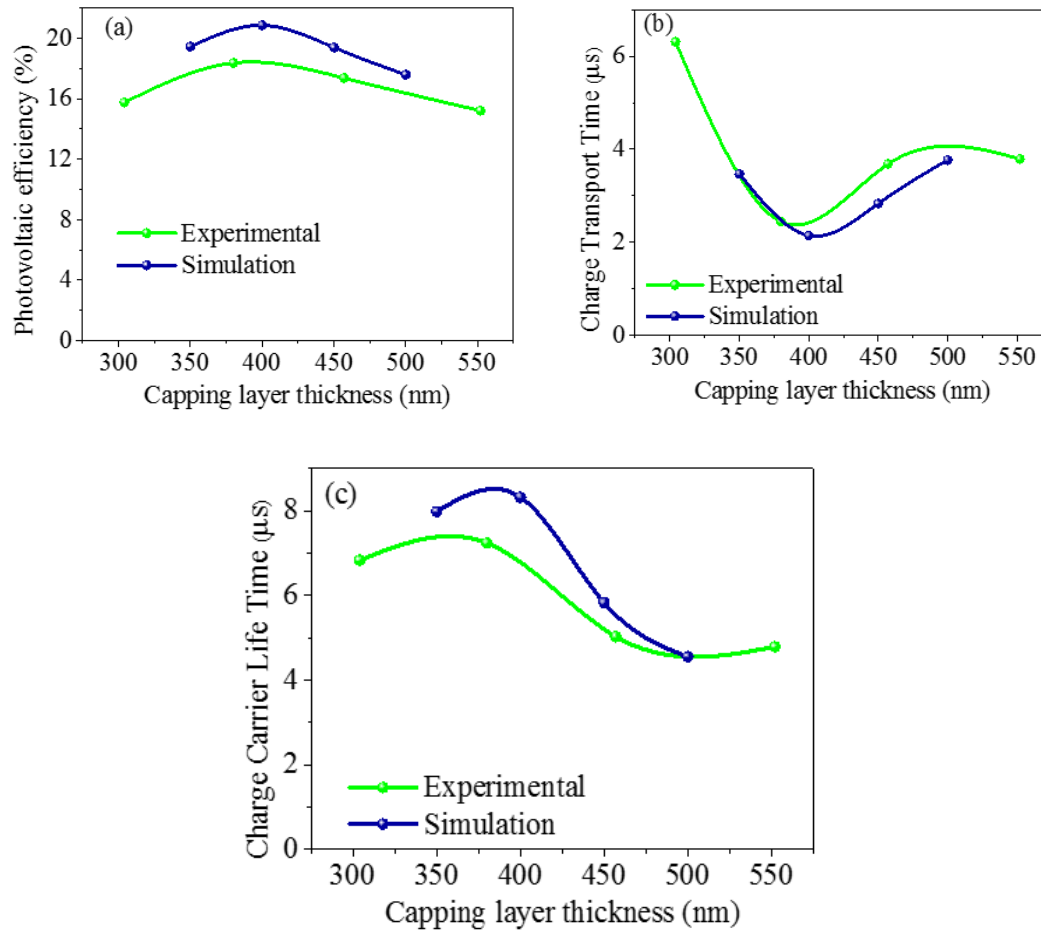 (a)
Photovoltaic efficiency (%)
20
16
12
8
4
0
Experimental
Simulation
300 350 400 450 500 550
Capping layer thickness (nm)
(b)
Charge Transport Time (μs)
6
4
2
0
Experimental
Simulation
300 350 400 450 500 550
Capping layer thickness (nm)
(c)
Charge Carrier Life Time (μs)
8
6
4
2
0
Experimental
Simulation
300 350 400 450 500 550
Capping layer thickness (nm)